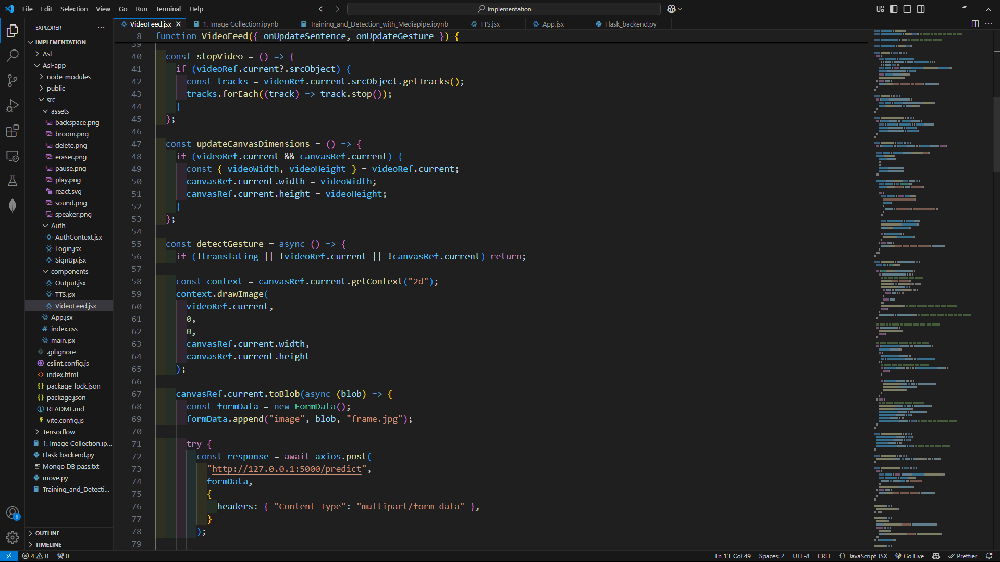 File Edit Selection View Go Run Terminal Help
Implementation
EXPLORER
VideoFeed.jsx
1. Image Collection.ipynb
Training_and_Detection_with_Mediapipe.ipynb
TTS.jsx
App.jsx
Flask_backend.py
IMPLEMENTATION
Asl
Asl-app
node_modules
public
src
assets
backspace.png
broom.png
delete.png
eraser.png
pause.png
play.png
react.svg
sound.png
speaker.png
Auth
AuthContext.jsx
Login.jsx
SignUp.jsx
components
Output.jsx
TTS.jsx
VideoFeed.jsx
App.jsx
# index.css
main.jsx
.gitignore
eslint.config.js
<> index.html
{} package-lock.json
{} package.json
README.md
vite.config.js
Tensorflow
1. Image Collection.ip...
Flask_backend.py
Mongo DB pass.txt
move.py
Training_and_Detecti...
OUTLINE
TIMELINE
1
8 function VideoFeed({ onUpdateSentence, onUpdateGesture }) {
39
40 const stopVideo = () => {
41 if (videoRef.current?.srcObject) {
42 const tracks = videoRef.current.srcObject.getTracks();
43 tracks.forEach((track) => track.stop());
44 }
45 };
46
47 const updateCanvasDimensions = () => {
48 if (videoRef.current && canvasRef.current) {
49 const { videoWidth, videoHeight } = videoRef.current;
50 canvasRef.current.width = videoWidth;
51 canvasRef.current.height = videoHeight;
52 }
53 };
54
55 const detectGesture = async () => {
56 if (!translating || !videoRef.current || !canvasRef.current) return;
57
58 const context = canvasRef.current.getContext("2d");
59 context.drawImage(
60 videoRef.current,
61 0,
62 0,
63 canvasRef.current.width,
64 canvasRef.current.height
65 );
66
67 canvasRef.current.toBlob(async (blob) => {
68 const formData = new FormData();
69 formData.append("image", blob, "frame.jpg");
70
71 try {
72 const response = await axios.post(
73 "http://127.0.0.1:5000/predict",
74 formData,
75 {
76 headers: { "Content-Type": "multipart/form-data" },
77 }
78 );
79
4 0 0
Ln 13, Col 49 Spaces: 2 UTF-8 CRLF {} JavaScript JSX Go Live Prettier